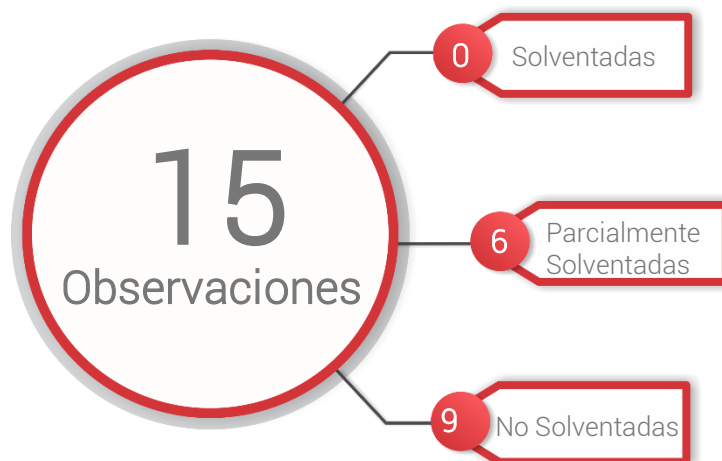 15
Observaciones
0
Solventadas
6
Parcialmente
Solventadas
9
No Solventadas